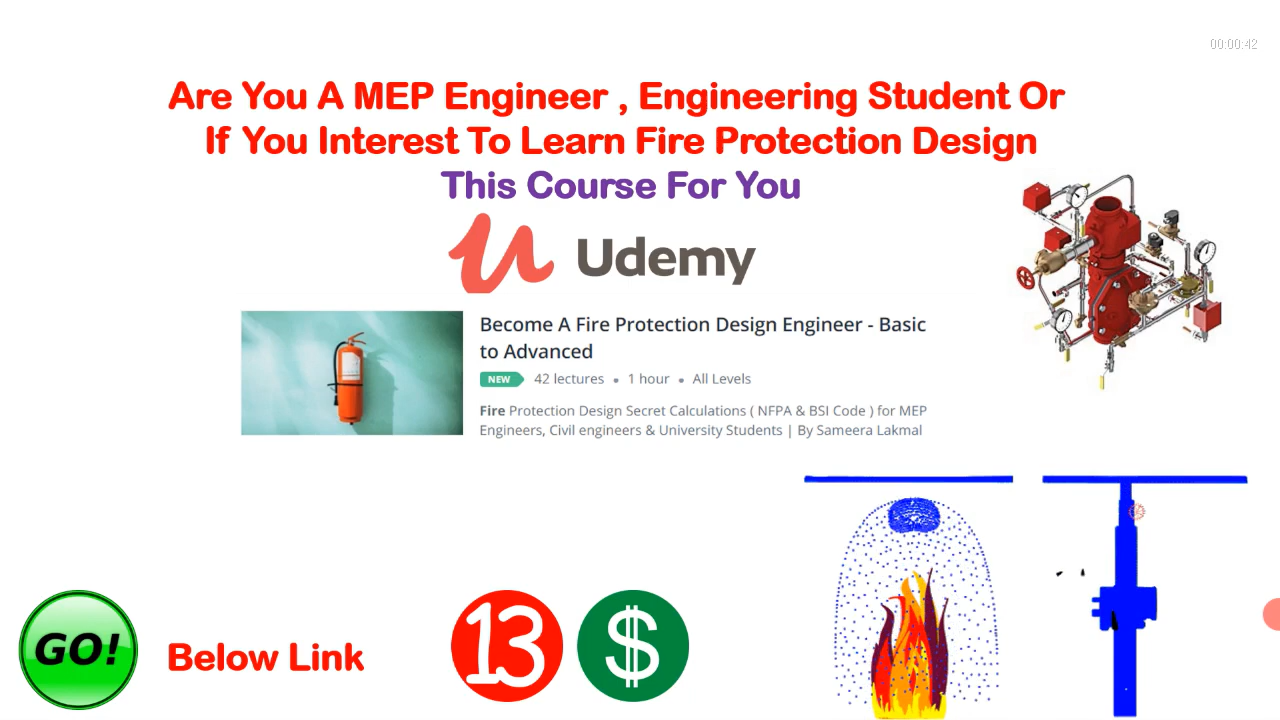 00:00:42
Are You A MEP Engineer , Engineering Student Or
If You Interest To Learn Fire Protection Design
This Course For You
Udemy
Become A Fire Protection Design Engineer - Basic
to Advanced
NEW 42 lectures • 1 hour • All Levels
Fire Protection Design Secret Calculations ( NFPA & BSI Code ) for MEP
Engineers, Civil engineers & University Students | By Sameera Lakmal
GO! Below Link 13 $